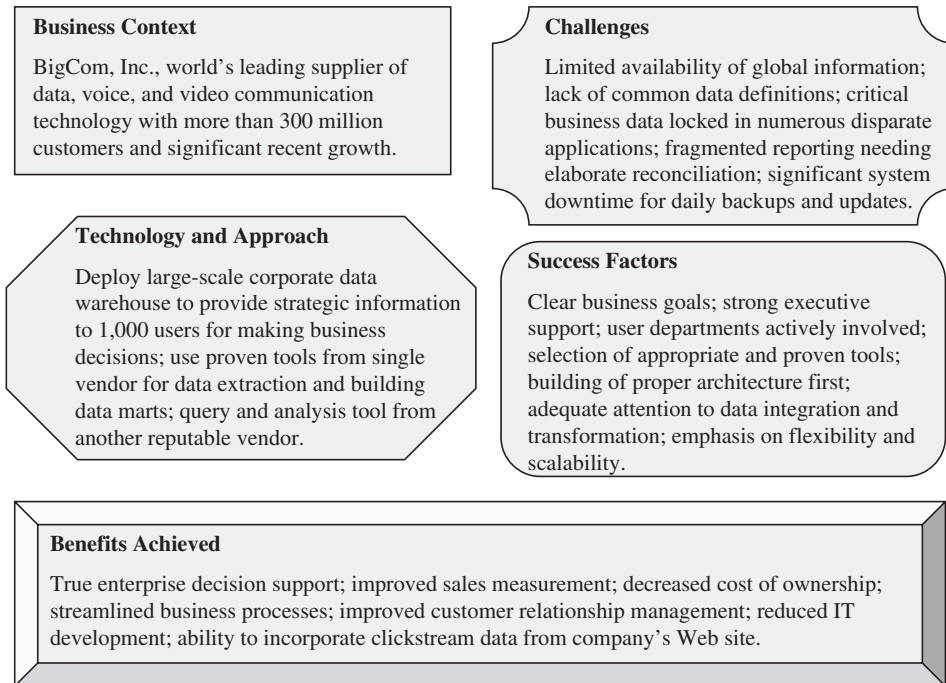 Business Context
BigCom, Inc., world's leading supplier of
data, voice, and video communication
technology with more than 300 million
customers and significant recent growth.
Challenges
Limited availability of global information;
lack of common data definitions; critical
business data locked in numerous disparate
applications; fragmented reporting needing
elaborate reconciliation; significant system
downtime for daily backups and updates.
Technology and Approach
Deploy large-scale corporate data
warehouse to provide strategic information
to 1,000 users for making business
decisions; use proven tools from single
vendor for data extraction and building
data marts; query and analysis tool from
another reputable vendor.
Success Factors
Clear business goals; strong executive
support; user departments actively involved;
selection of appropriate and proven tools;
building of proper architecture first;
adequate attention to data integration and
transformation; emphasis on flexibility and
scalability.
Benefits Achieved
True enterprise decision support; improved sales measurement; decreased cost of ownership;
streamlined business processes; improved customer relationship management; reduced IT
development; ability to incorporate clickstream data from company's Web site.